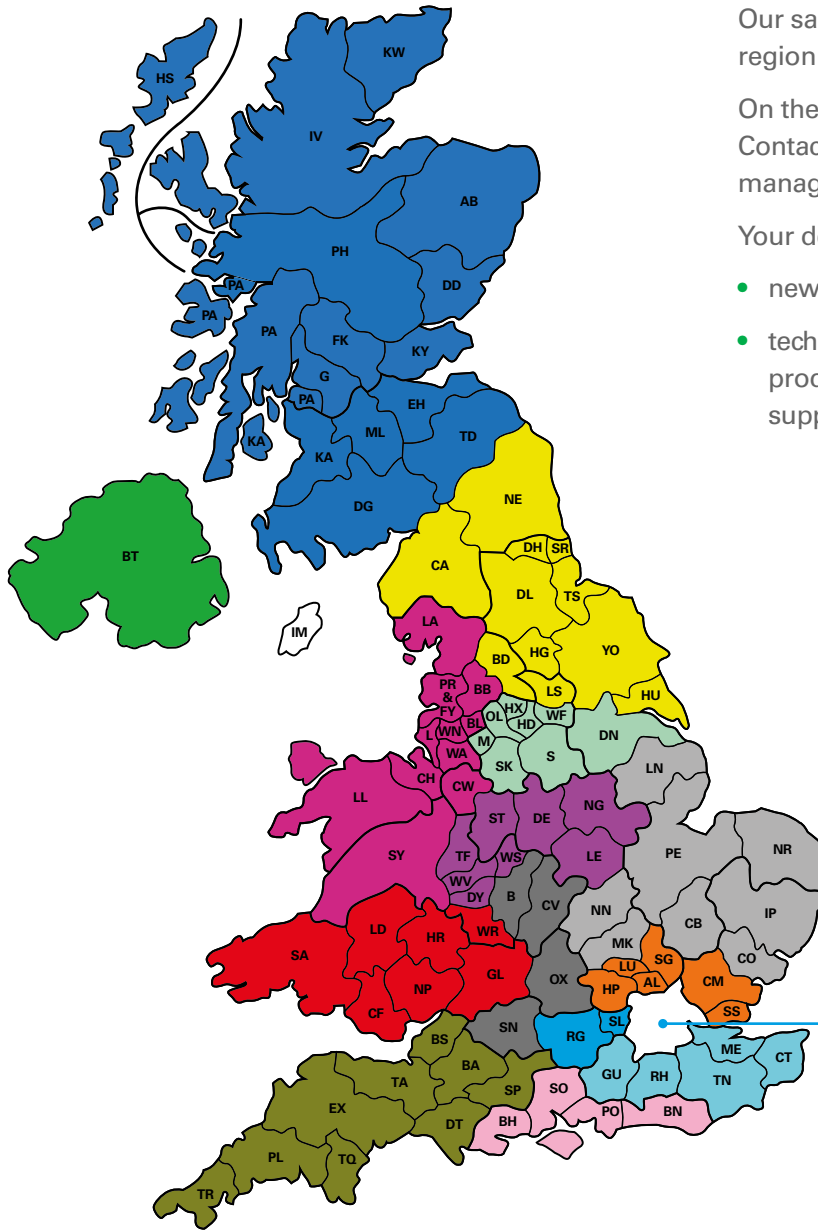 Our sa
region
On the
Contac
manag
Your de
• new
• tech
proc
supp
KW
HS
IV
AB
PH
DD
PA
PA
PA
FK
KY
G
PA
EH
KA
ML
TD
KA
DG
NE
BT
DH SR
CA
DL
TS
IM
LA
HG
YO
BD
PR
&
FY
BB
LS
HU
HX
WF
OL
HD
DN
BL
L
WN
M
WA
S
SK
LN
CH
CW
LL
ST
DE
NG
NR
SY
TF
WS
LE
PE
WV
B
DY
CV
NN
IP
CB
LD
HR
WR
MK
SG
CO
SA
LU
GL
OX
HP
AL
CM
CF
NP
SS
SN
RG
SL
BS
ME
CT
TA
BA
GU
RH
TN
SP
SO
EX
PO
BN
DT
BH
PL
TQ
TR